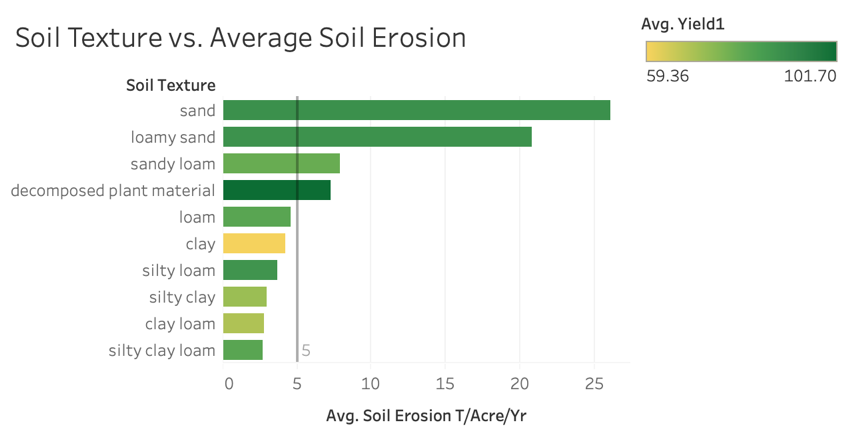 Soil Texture vs. Average Soil Erosion
Avg. Yield1
59.36 101.70
Soil Texture
sand
loamy sand
sandy loam
decomposed plant material
loam
clay
silty loam
silty clay
clay loam
silty clay loam
5
0 5 10 15 20 25
Avg. Soil Erosion T/Acre/Yr